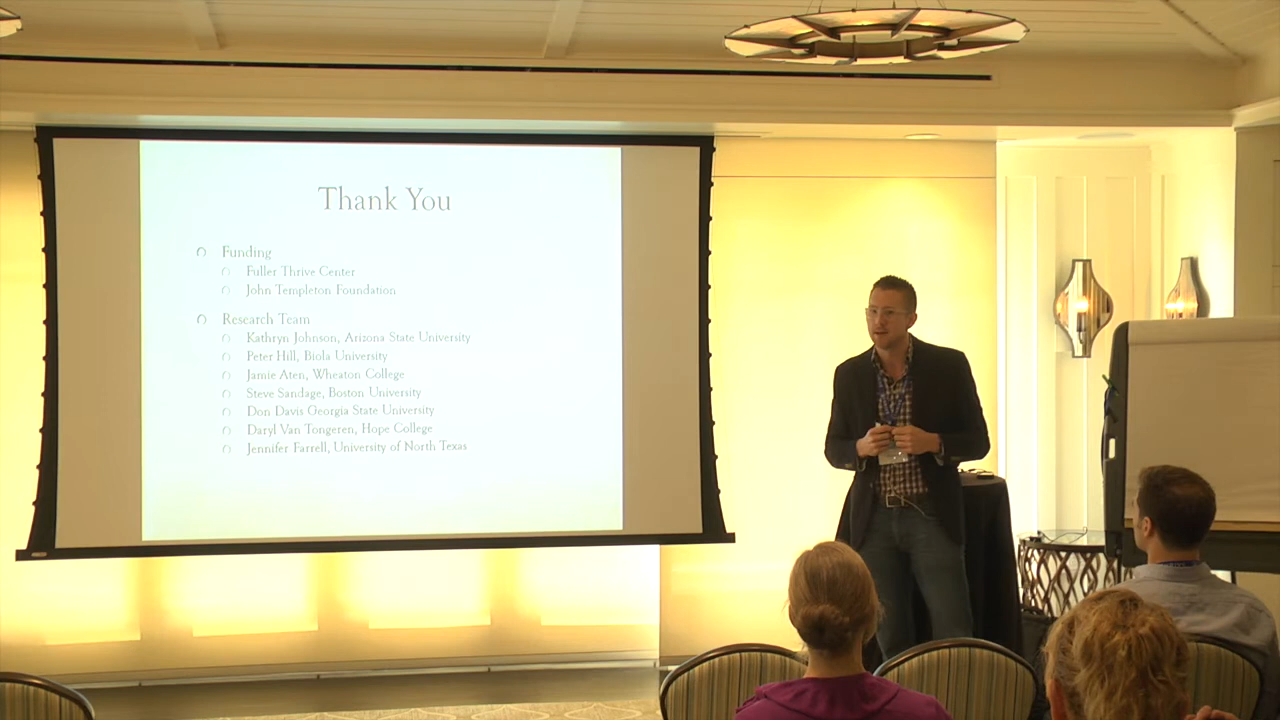 Thank You
Funding
Fuller Thrive Center
John Templeton Foundation
Research Team
Kathryn Johnson, Arizona State University
Peter Hill, Biola University
Jamie Aten, Wheaton College
Steve Sandage, Boston University
Don Davis Georgia State University
Daryl Van Tongeren, Hope College
Jennifer Farrell, University of North Texas